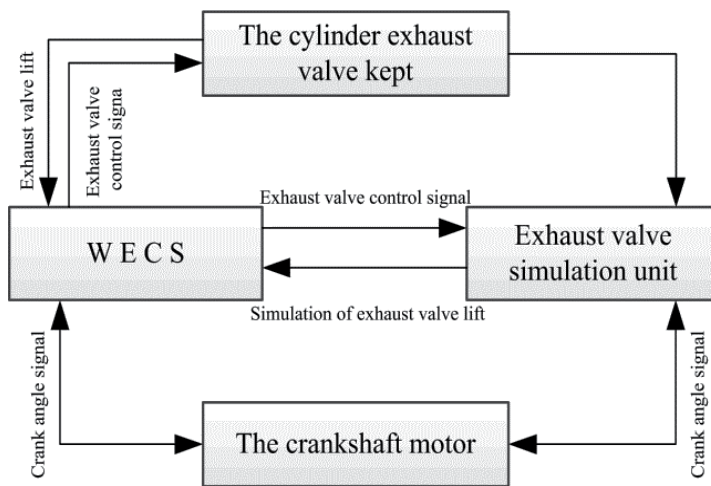 The cylinder exhaust
valve kept
Exhaust valve lift
Exhaust valve
control signa
Exhaust valve control signal
W E C S
Exhaust valve
simulation unit
Simulation of exhaust valve lift
Crank angle signal
Crank angle signal
The crankshaft motor